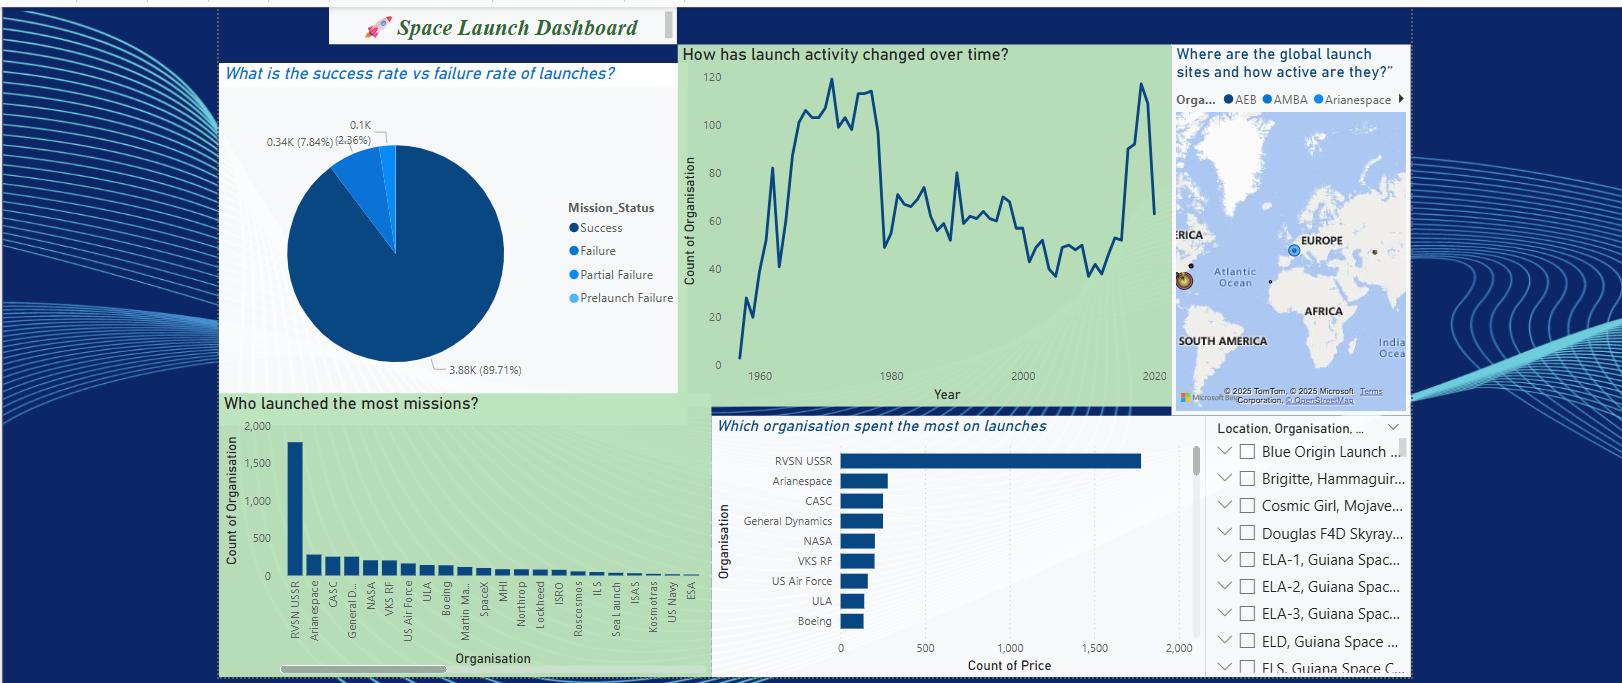 🚀 Space Launch Dashboard
What is the success rate vs failure rate of launches?
0.1K
(2.36%)
0.34K (7.84%)
3.88K (89.71%)
Mission_Status
Success
Failure
Partial Failure
Prelaunch Failure
How has launch activity changed over time?
Count of Organisation
120
100
80
60
40
20
0
1960
1980
2000
2020
Year
Where are the global launch
sites and how active are they?"
Orga...
AEB
AMBA
Arianespace
ERICA
EUROPE
Atlantic
Ocean
AFRICA
SOUTH AMERICA
India
Ocea
© 2025 TomTom, © 2025 Microsoft
Corporation, © OpenStreetMap
Terms
Microsoft Bing
Who launched the most missions?
Count of Organisation
2,000
1,500
1,000
500
0
RVSN USSR
Arianespace
CASC
General D...
NASA
VKS RF
US Air Force
ULA
Boeing
Martin Ma...
SpaceX
MHI
Northrop
Lockheed
ISRO
Roscosmos
ILS
Sea Launch
ISAS
Kosmotras
US Navy
ESA
Organisation
Which organisation spent the most on launches
Organisation
RVSN USSR
Arianespace
CASC
General Dynamics
NASA
VKS RF
US Air Force
ULA
Boeing
0
500
1,000
1,500
2,000
Count of Price
Location, Organisation, ...
Blue Origin Launch ...
Brigitte, Hammaguir...
Cosmic Girl, Mojave...
Douglas F4D Skyray...
ELA-1, Guiana Spac...
ELA-2, Guiana Spac...
ELA-3, Guiana Spac...
ELD, Guiana Space ...
ELS, Guiana Space C...